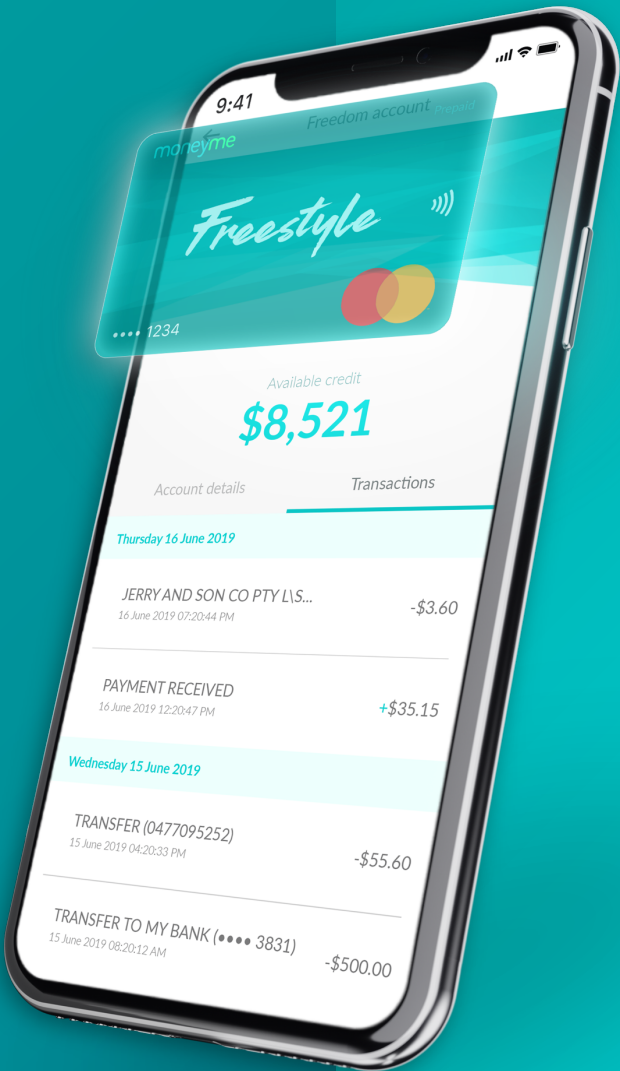 9:41
Freedom account Prepaid
moneyme
Freestyle
•••• 1234
Available credit
$8,521
Account details
Transactions
Thursday 16 June 2019
JERRY AND SON CO PTY L\S...
-$3.60
16 June 2019 07:20:44 PM
PAYMENT RECEIVED
+$35.15
16 June 2019 12:20:47 PM
Wednesday 15 June 2019
TRANSFER (0477095252)
-$55.60
15 June 2019 04:20:33 PM
TRANSFER TO MY BANK (•••• 3831)
-$500.00
15 June 2019 08:20:12 AM